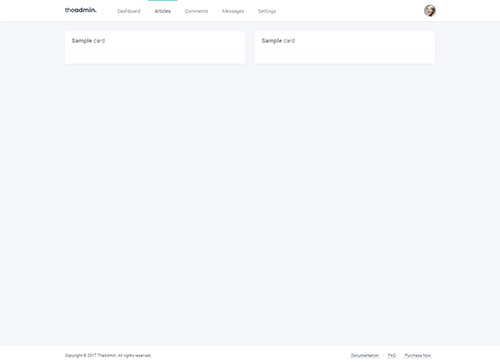 theadmin.
Dashboard Articles Comments Messages Settings
Sample card
Sample card
Copyright © 2017 TheAdmin. All rights reserved.
Documentation FAQ Purchase Now